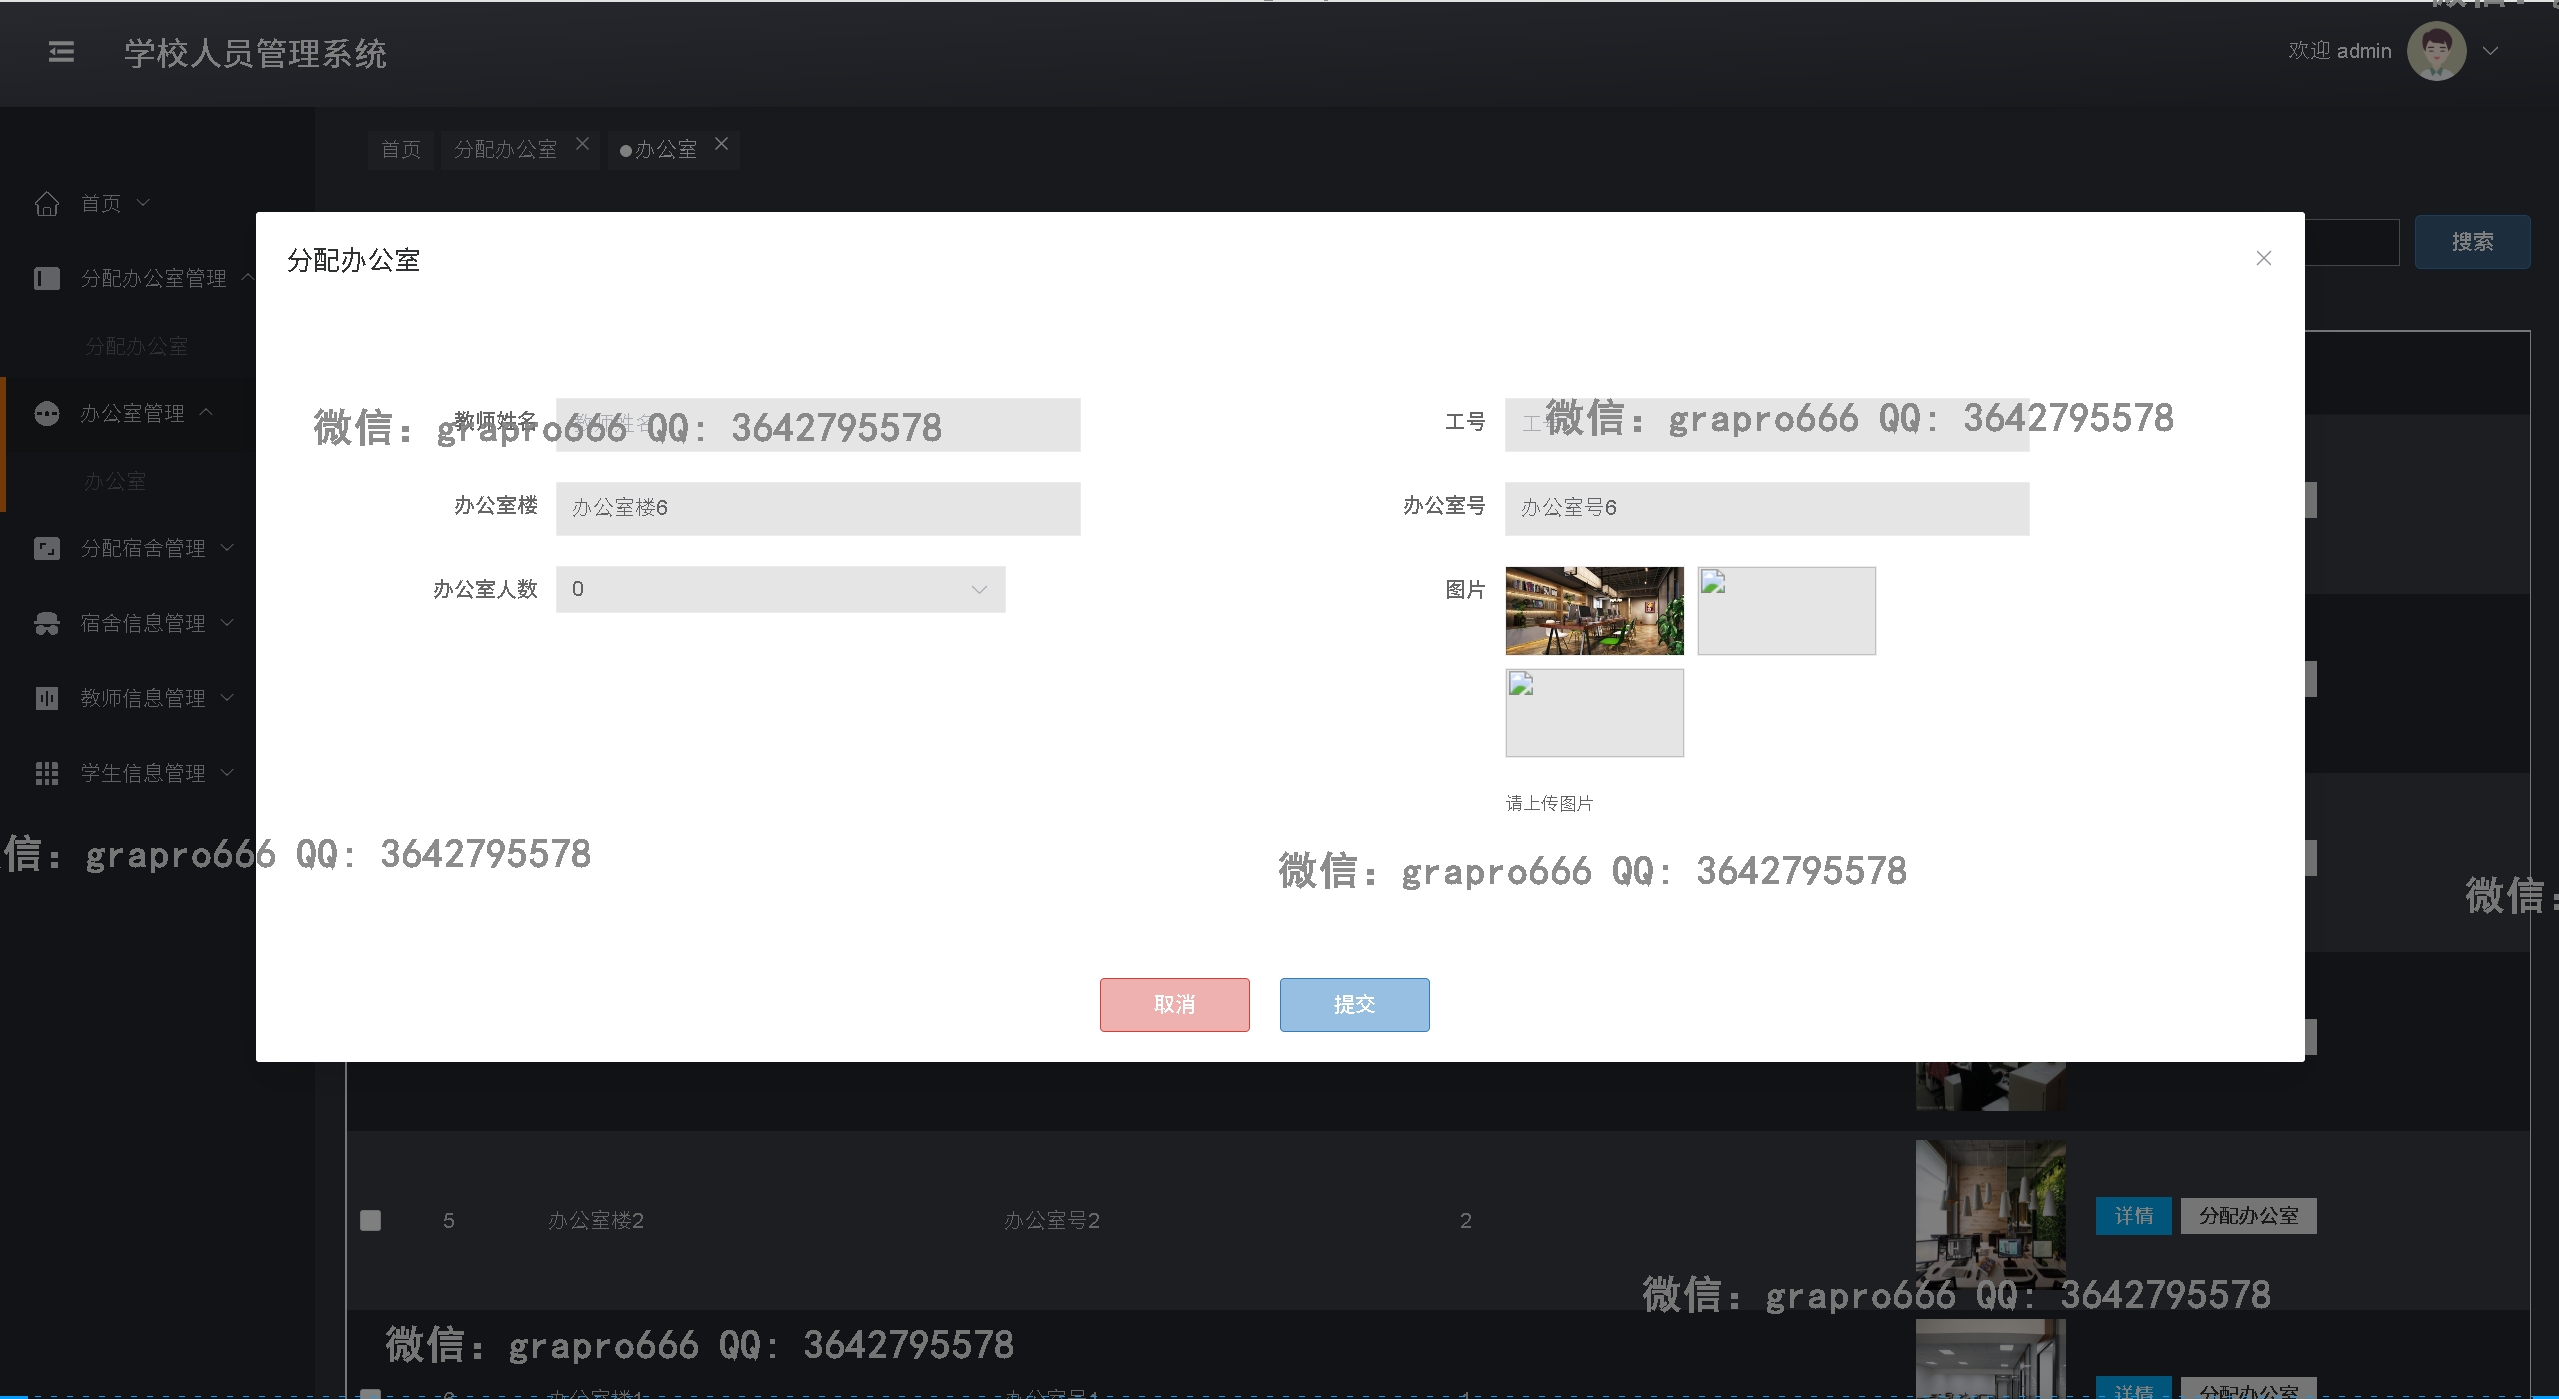 学校人员管理系统
欢迎 admin
首页
分配办公室
办公室
首页
分配办公室管理
分配办公室
办公室管理
办公室
分配宿舍管理
宿舍信息管理
教师信息管理
学生信息管理
搜索
分配办公室
教师姓名
教师姓名
工号
工号
微信：grapro666 QQ: 3642795578
微信：grapro666 QQ: 3642795578
办公室楼
办公室楼6
办公室号
办公室号6
办公室人数
0
图片
请上传图片
信：grapro666 QQ: 3642795578
微信：grapro666 QQ: 3642795578
微信：
取消
提交
5
办公室楼2
办公室号2
2
详情
分配办公室
微信：grapro666 QQ: 3642795578
微信：grapro666 QQ: 3642795578
6
办公室楼1
办公室号1
1
详情
分配办公室